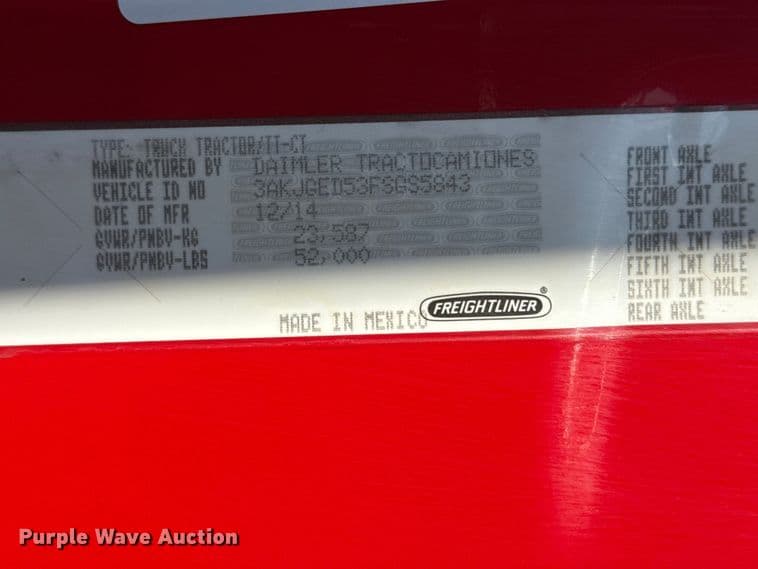 TYPE: TRUCK TRACTOR/TT-CT
MANUFACTURED BY DAIMLER TRACTOCAMIONES
VEHICLE ID NO 3AKJGED53FSGS5843
DATE OF MFR 12/14
GVWR/PNBV-KG 23,587
GVWR/PNBV-LBS 52,000
MADE IN MEXICO
FREIGHTLINER®
FRONT AXLE
FIRST INT AXLE
SECOND INT AXLE
THIRD INT AXLE
FOURTH INT AXLE
FIFTH INT AXLE
SIXTH INT AXLE
REAR AXLE
Purple Wave Auction